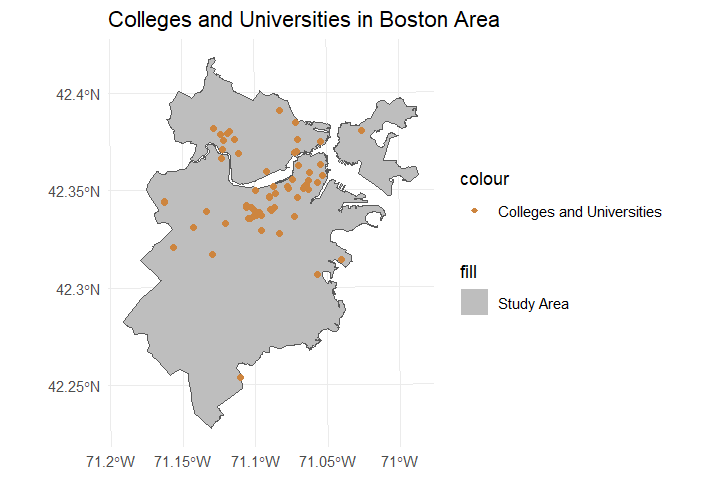 Colleges and Universities in Boston Area
42.4°N
42.35°N
42.3°N
42.25°N
71.2°W 71.15°W 71.1°W 71.05°W 71°W
colour
Colleges and Universities
fill
Study Area